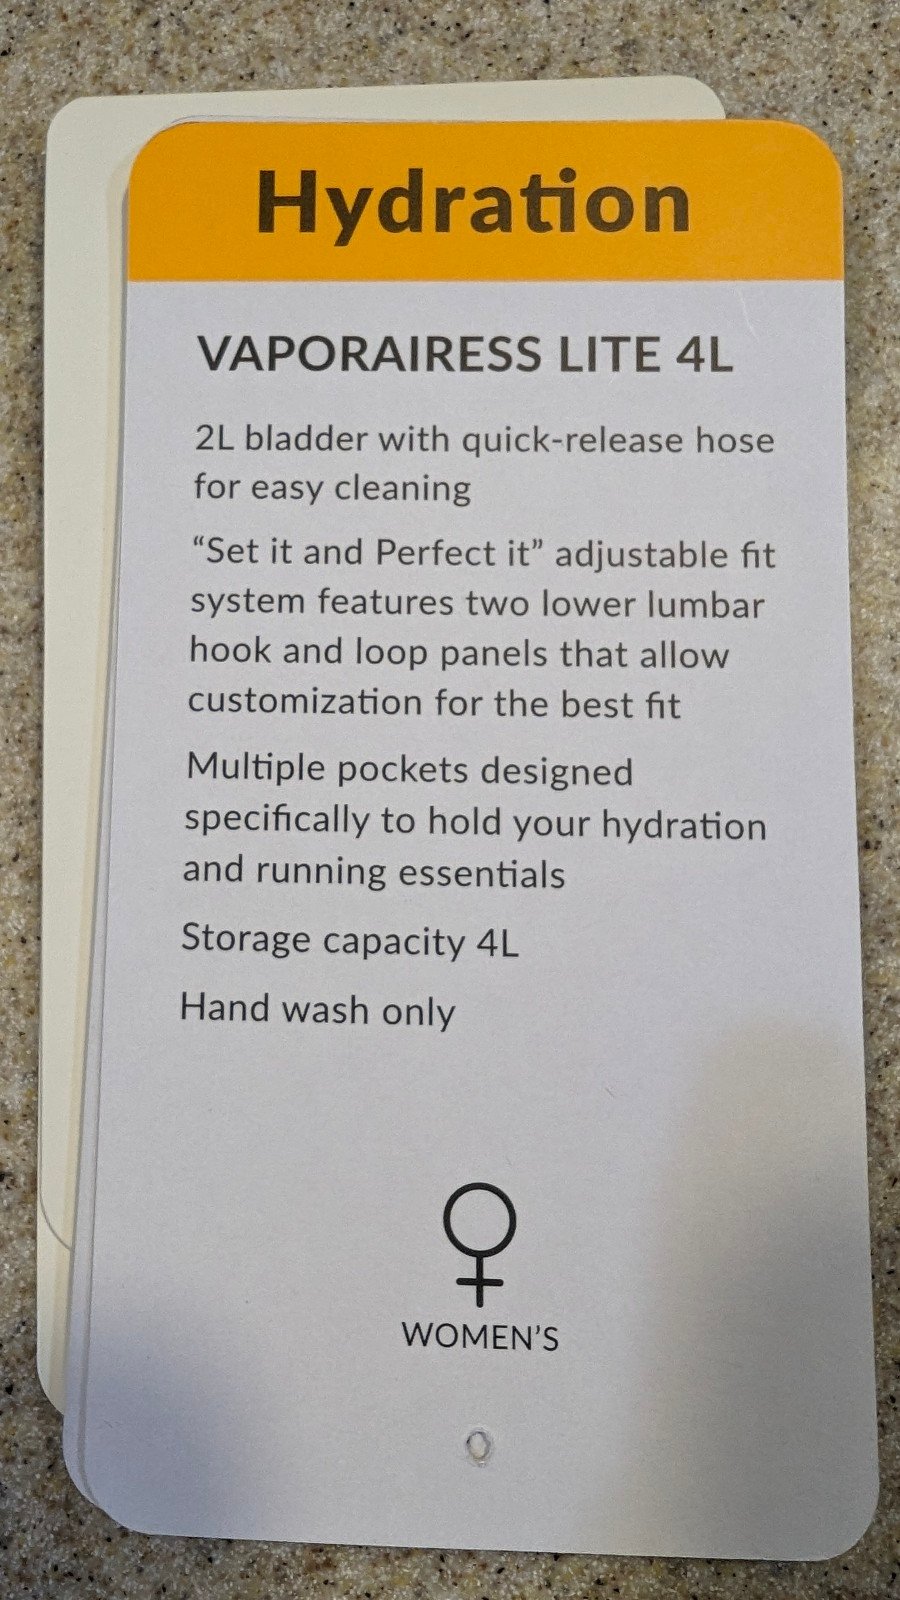 Hydration
VAPORAIRESS LITE 4L
2L bladder with quick-release hose
for easy cleaning
“Set it and Perfect it” adjustable fit
system features two lower lumbar
hook and loop panels that allow
customization for the best fit
Multiple pockets designed
specifically to hold your hydration
and running essentials
Storage capacity 4L
Hand wash only
WOMEN’S